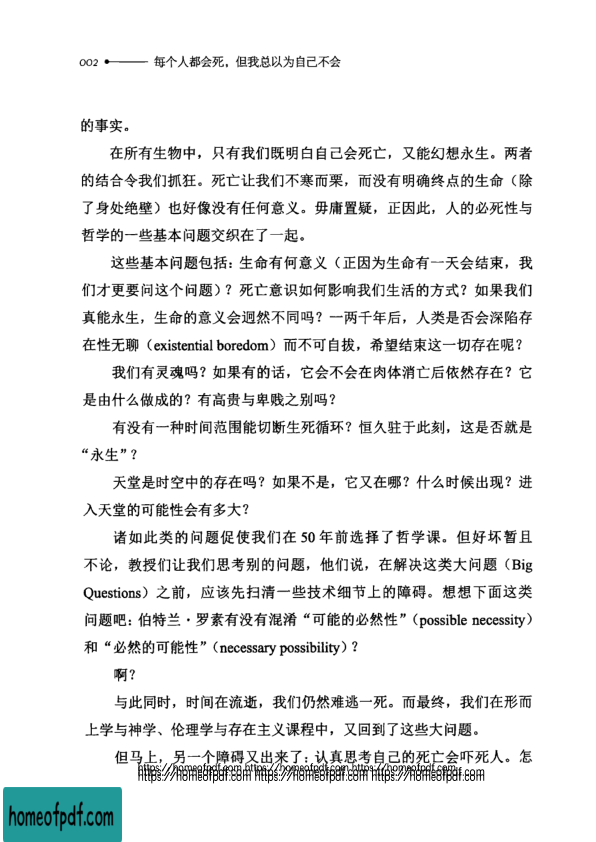 002 每个人都会死，但我总以为自己不会
的事实。
在所有生物中，只有我们既明白自己会死亡，又能幻想永生。两者
的结合令我们抓狂。死亡让我们不寒而栗，而没有明确终点的生命（除
了身处绝壁）也好像没有任何意义。毋庸置疑，正因此，人的必死性与
哲学的一些基本问题交织在了一起。
这些基本问题包括：生命有何意义（正因为生命有一天会结束，我
们才更要问这个问题）？死亡意识如何影响我们生活的方式？如果我们
真能永生，生命的意义会迥然不同吗？一两千年后，人类是否会深陷存
在性无聊（existential boredom）而不可自拔，希望结束这一切存在呢？
我们有灵魂吗？如果有的话，它会不会在肉体消亡后依然存在？它
是由什么做成的？有高贵与卑贱之别吗？
有没有一种时间范围能切断生死循环？恒久驻于此刻，这是否就是
“永生”？
天堂是时空中的存在吗？如果不是，它又在哪？什么时候出现？进
入天堂的可能性会有多大？
诸如此类的问题促使我们在 50 年前选择了哲学课。但好坏暂且
不论，教授们让我们思考别的问题，他们说，在解决这类大问题（Big
Questions）之前，应该先扫清一些技术细节上的障碍。想想下面这类
问题吧：伯特兰·罗素有没有混淆“可能的必然性”（possible necessity）
和“必然的可能性”（necessary possibility）？
啊？
与此同时，时间在流逝，我们仍然难逃一死。而最终，我们在形而
上学与神学、伦理学与存在主义课程中，又回到了这些大问题。
但马上，另一个障碍又出来了：认真思考自己的死亡会吓死人。怎
https://homeofpdf.com https://homeofpdf.com https://homeofpdf.com
https://homeofpdf.com https://homeofpdf.com https://homeofpdf.com
homeofpdf.com